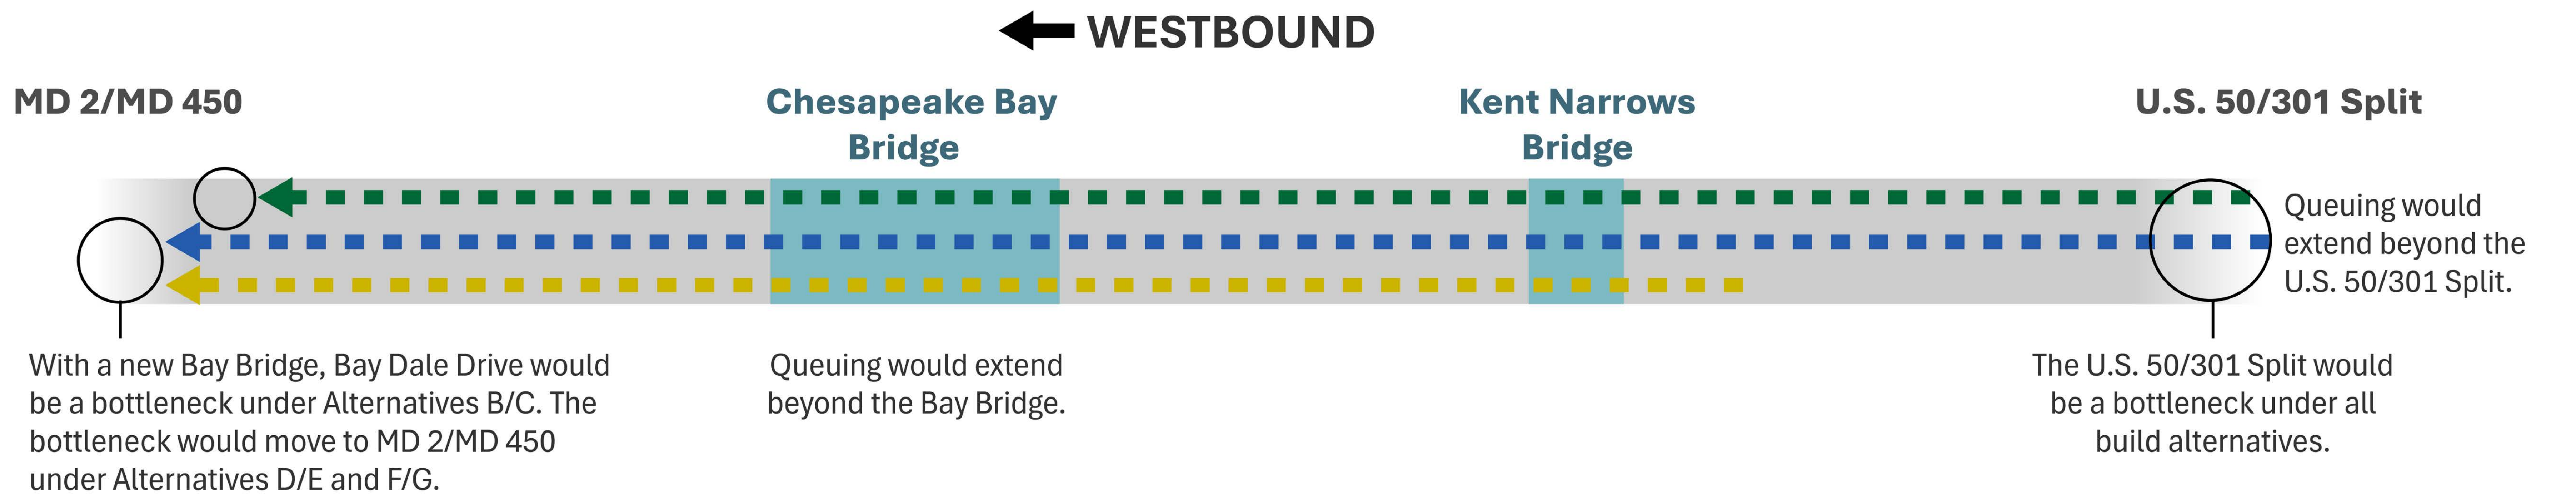 WESTBOUND
MD 2/MD 450
Chesapeake Bay
Bridge
Kent Narrows
Bridge
U.S. 50/301 Split
Queuing would
extend beyond the
U.S. 50/301 Split.
With a new Bay Bridge, Bay Dale Drive would
be a bottleneck under Alternatives B/C. The
bottleneck would move to MD 2/MD 450
under Alternatives D/E and F/G.
Queuing would extend
beyond the Bay Bridge.
The U.S. 50/301 Split would
be a bottleneck under all
build alternatives.